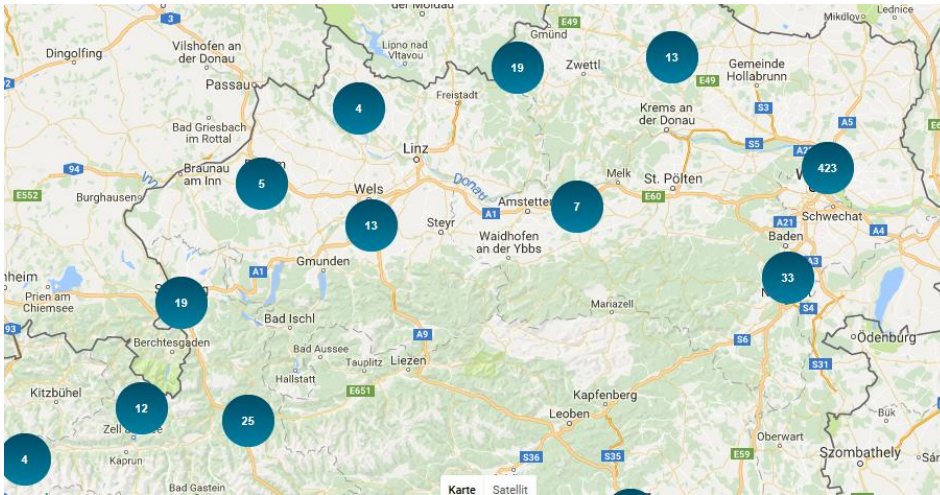 der Moldau
E49
Lednice
Mikulov
3
Gmünd
Dingolfing
Vilshofen an
der Donau
Lipno nad
Vltavou
19
Zwettl
13
Gemeinde
Hollabrunn
E49
Passau
4
Freistadt
Krems an
der Donau
S3
A5
Bad Griesbach
im Rottal
Linz
S5
94
Braunau
am Inn
5
423
E552
Burghausen
Wels
Donau
Melk
St. Pölten
E60
A1
Amstetten
7
Schwechat
A21
A4
13
Steyr
Waidhofen
an der Ybbs
Baden
A3
Gmunden
A1
33
Prien am
Chiemsee
19
Mariazell
S4
93
Bad Ischl
A9
S6
Ödenburg
Berchtesgaden
Bad Aussee
Tauplitz
Liezen
S31
Hallstatt
E651
Kitzbühel
Kapfenberg
12
25
Leoben
Bük
Zell
Oberwart
4
Kaprun
S36
S35
E59
Szombathely
Sár
Bad Gastein
Karte
Satellit